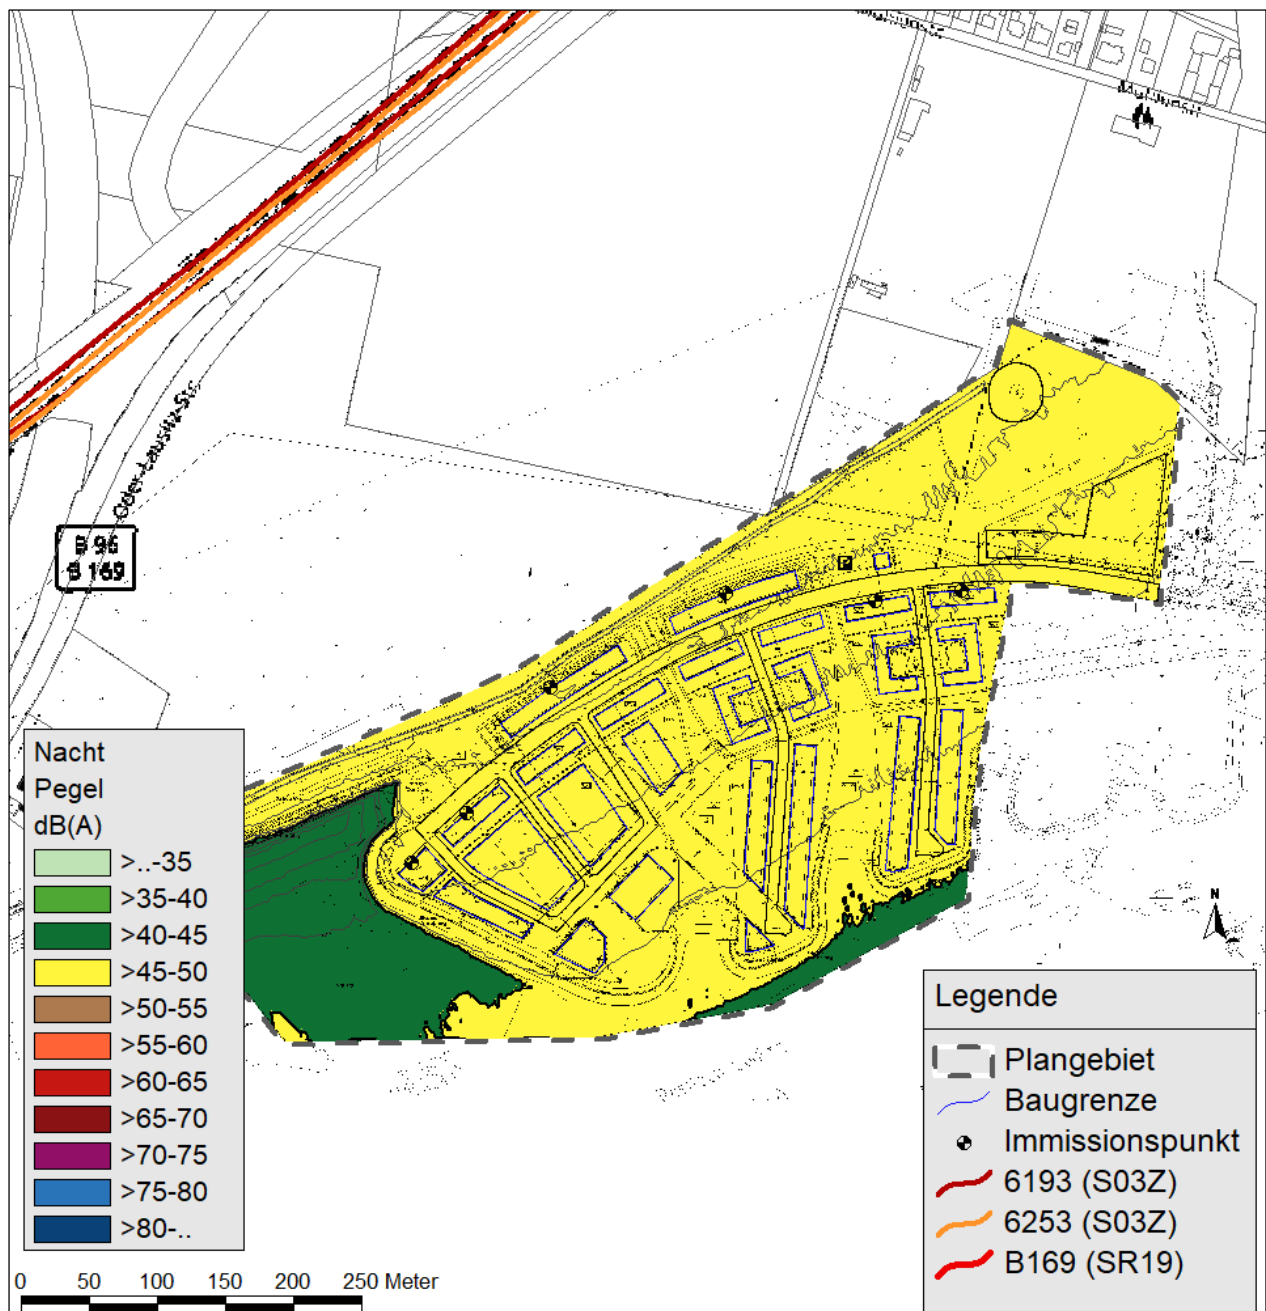 Oder-Lausitz-Str.
B 96
B 169
Nacht
Pegel
dB(A)
>..-35
>35-40
>40-45
>45-50
>50-55
>55-60
>60-65
>65-70
>70-75
>75-80
>80-..
N
Legende
Plangebiet
Baugrenze
Immissionspunkt
6193 (S03Z)
6253 (S03Z)
B169 (SR19)
0 50 100 150 200 250 Meter